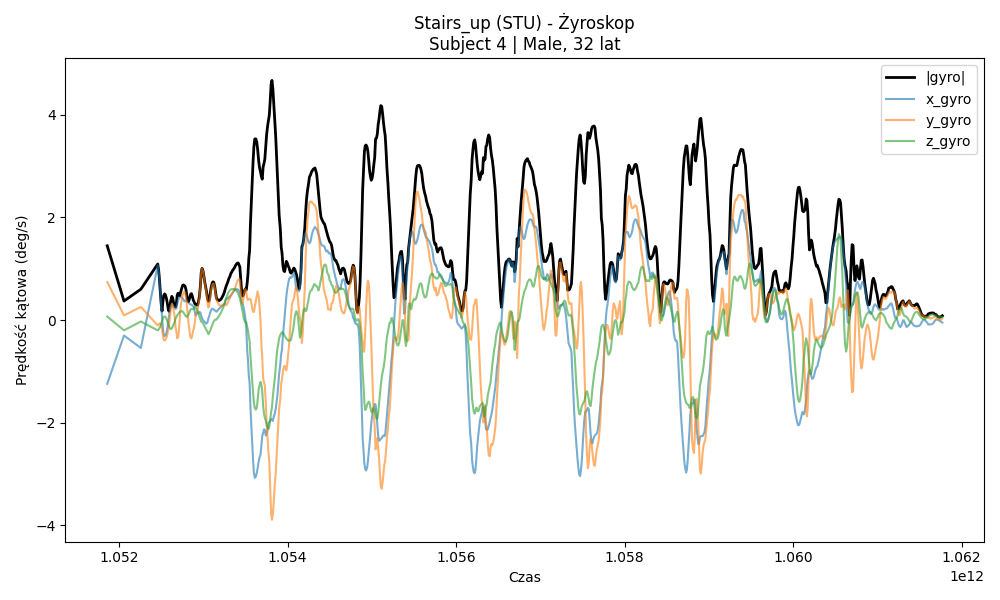 Stairs_up (STU) - Żyroskop
Subject 4 | Male, 32 lat
|gyro|
x_gyro
y_gyro
z_gyro
Prędkość kątowa (deg/s)
4
2
0
−2
−4
1.052
1.054
1.056
1.058
1.060
1.062
1e12
Czas